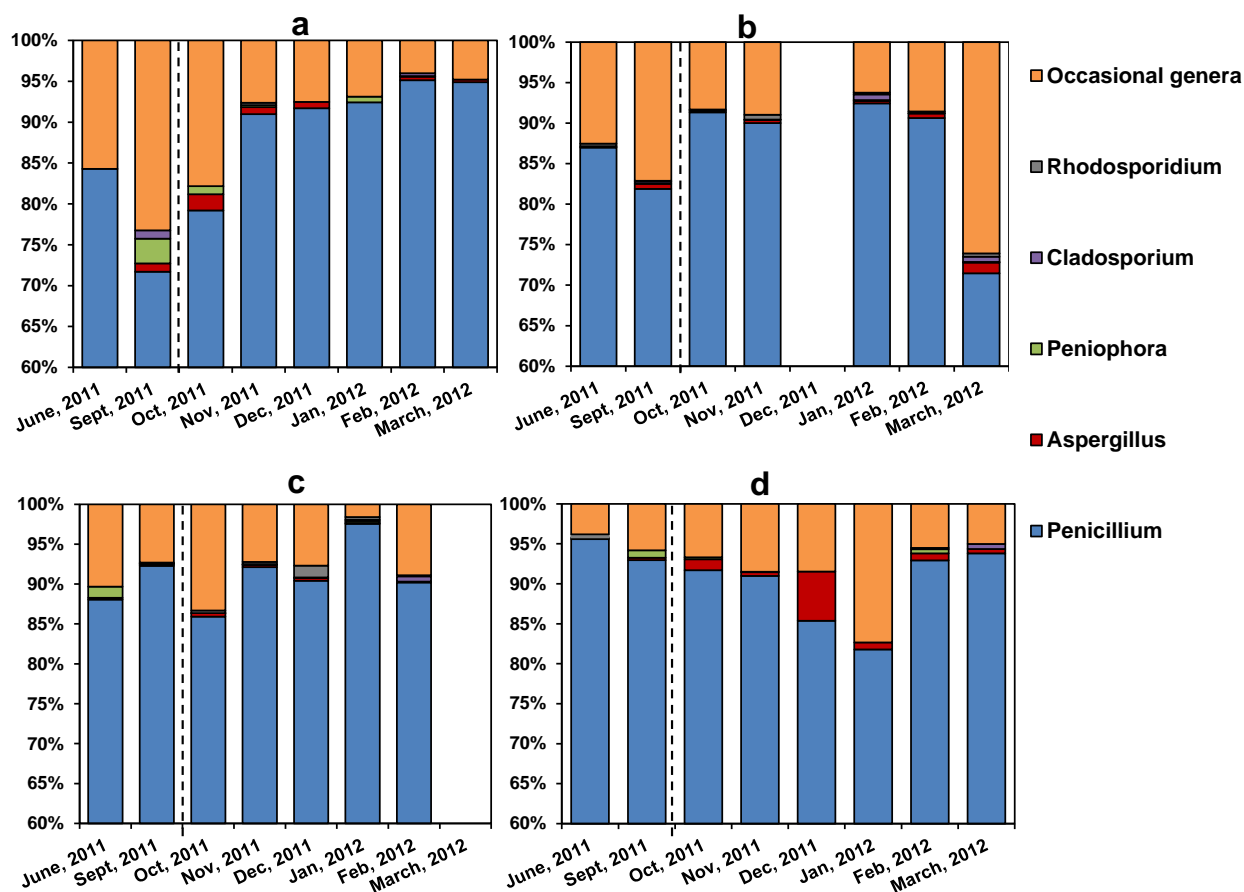 a
100%
95%
90%
85%
80%
75%
70%
65%
60%
June, 2011
Sept, 2011
Oct, 2011
Nov, 2011
Dec, 2011
Jan, 2012
Feb, 2012
March, 2012
b
100%
95%
90%
85%
80%
75%
70%
65%
60%
June, 2011
Sept, 2011
Oct, 2011
Nov, 2011
Dec, 2011
Jan, 2012
Feb, 2012
March, 2012
Occasional genera
Rhodosporidium
Cladosporium
Peniophora
Aspergillus
Penicillium
c
100%
95%
90%
85%
80%
75%
70%
65%
60%
June, 2011
Sept, 2011
Oct, 2011
Nov, 2011
Dec, 2011
Jan, 2012
Feb, 2012
March, 2012
d
100%
95%
90%
85%
80%
75%
70%
65%
60%
June, 2011
Sept, 2011
Oct, 2011
Nov, 2011
Dec, 2011
Jan, 2012
Feb, 2012
March, 2012